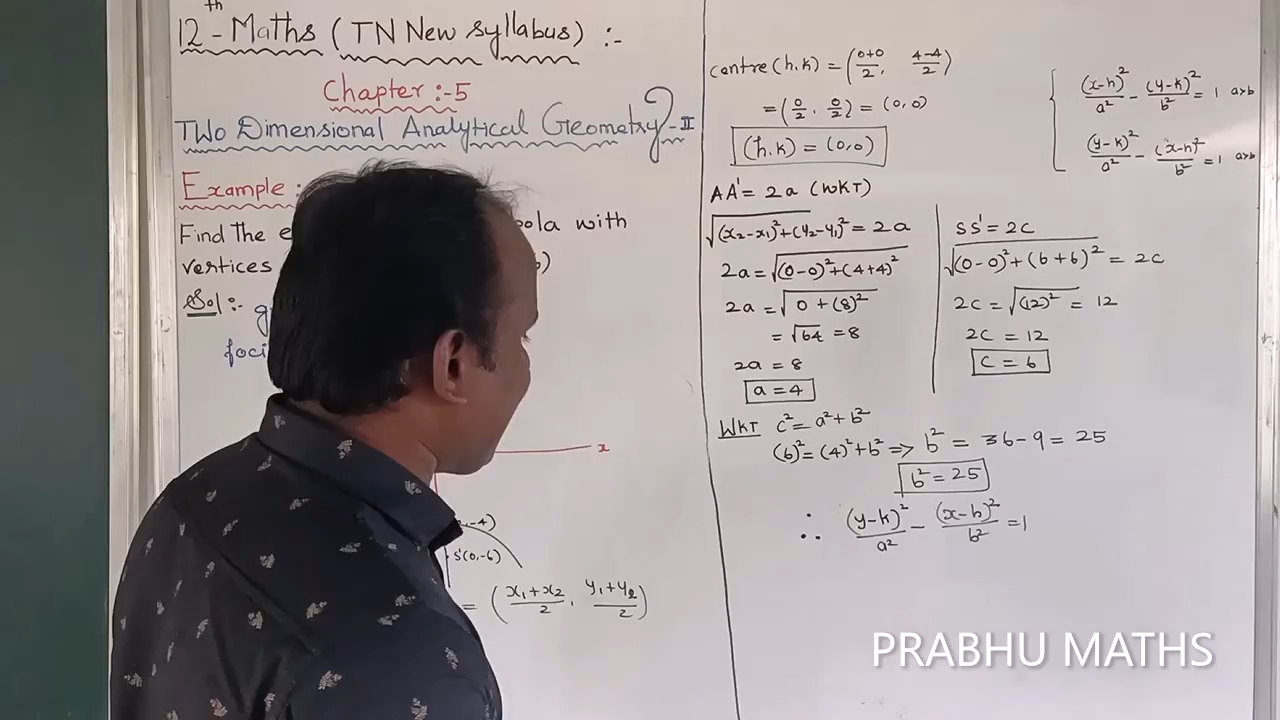 12th - Maths (TN New Syllabus) :-
Chapter :-5
Two Dimensional Analytical Geometry-II
Example :
Find The e
bola with
vertices
)
Sol :- g
foci
x
, -4)
S'(0,-6)
= (x₁+x₂/2, y₁+y₂/2)
Centre (h,k) = (0+0/2, 4-4/2)
= (0/2, 0/2) = (0,0)
(h.k) = (0,0)
(x-h)²/a² - (y-k)²/b² = 1 a>b
(y-k)²/a² - (x-h)²/b² = 1 a>b
AA' = 2a (WKT)
√(x₂-x₁)²+(y₂-y₁)² = 2a
2a = √(0-0)²+(4+4)²
2a = √0+(8)²
= √64 = 8
2a = 8
a = 4
SS' = 2c
√(0-0)²+(6+6)² = 2c
2c = √(12)² = 12
2c = 12
c = 6
WKT c² = a²+b²
(6)² = (4)²+b² => b² = 36-9 = 25
b² = 25
∴ (y-k)²/a² - (x-h)²/b² = 1
PRABHU MATHS